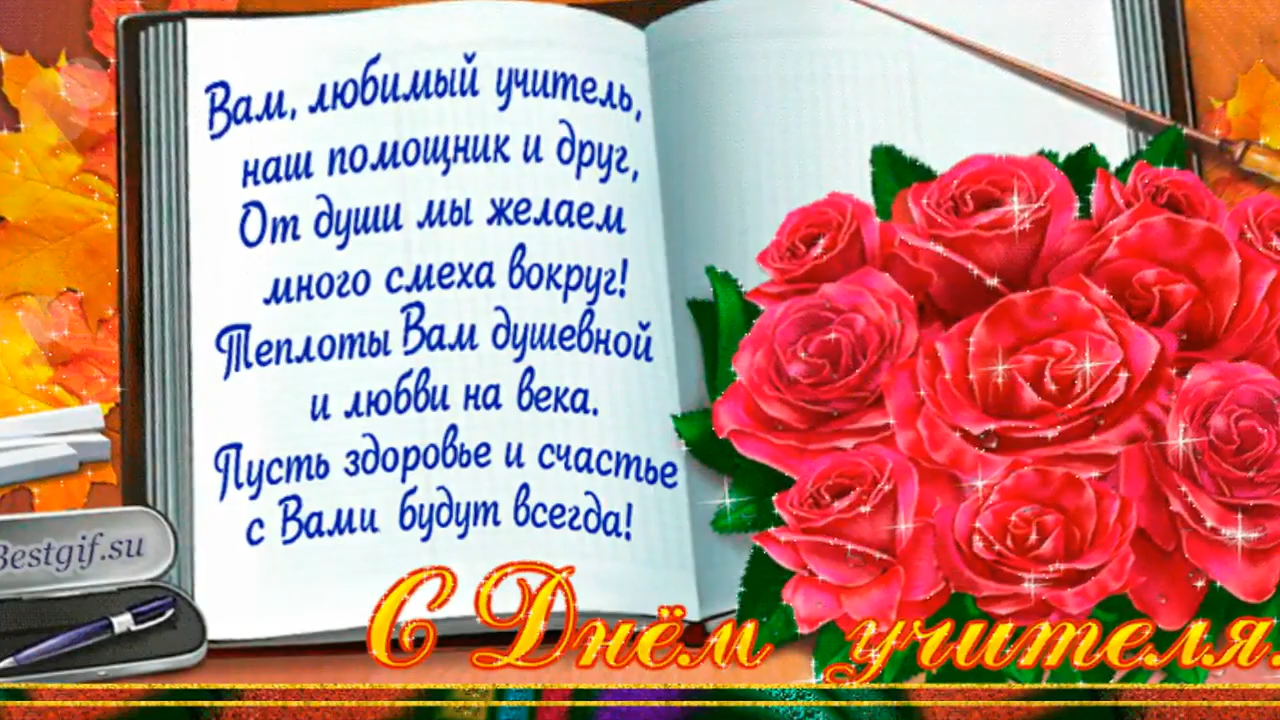 Вам, любимый учитель,
наш помощник и друг,
От души мы желаем
много смеха вокруг!
Теплоты Вам душевной
и любви на века.
Пусть здоровье и счастье
с Вами будут всегда!
Bestgif.su
С Днём учителя.